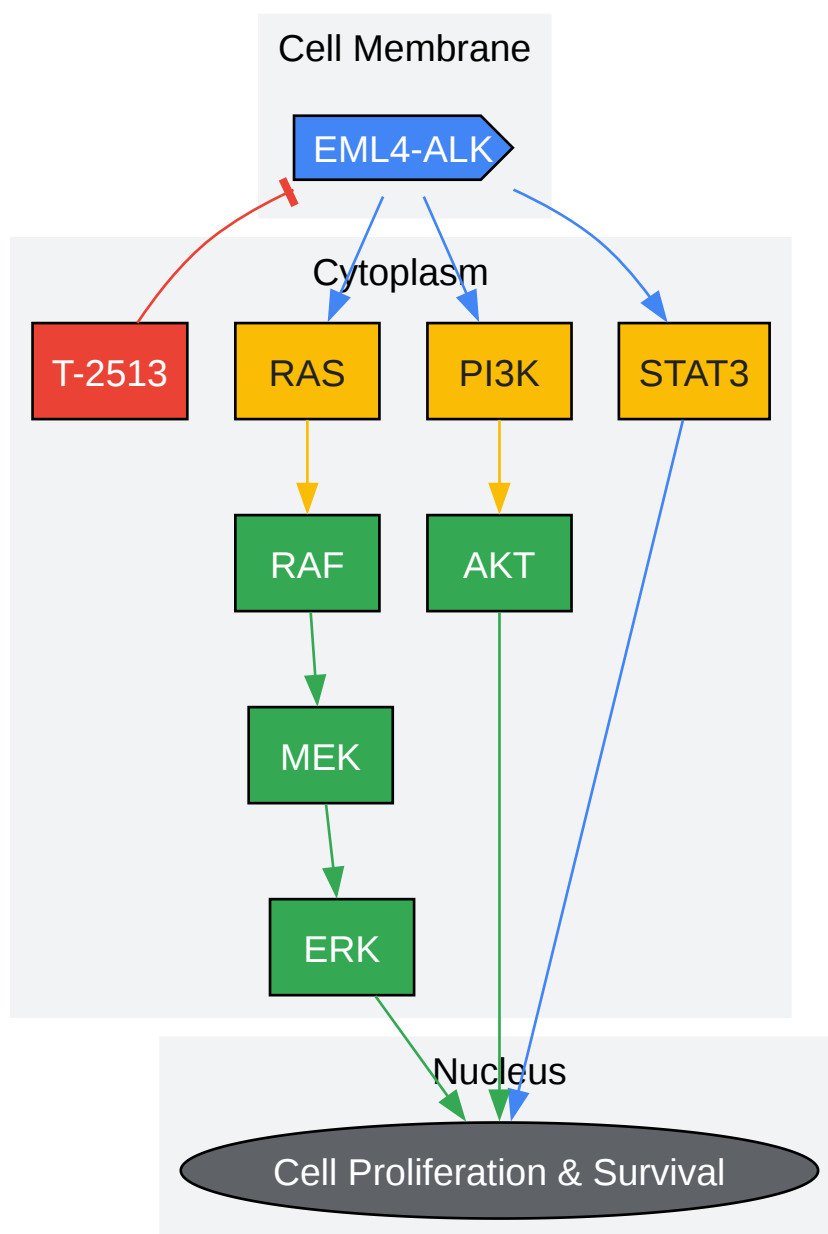 Cell Membrane
EML4-ALK
Cytoplasm
T-2513
RAS
PI3K
STAT3
RAF
AKT
MEK
ERK
Nucleus
Cell Proliferation & Survival